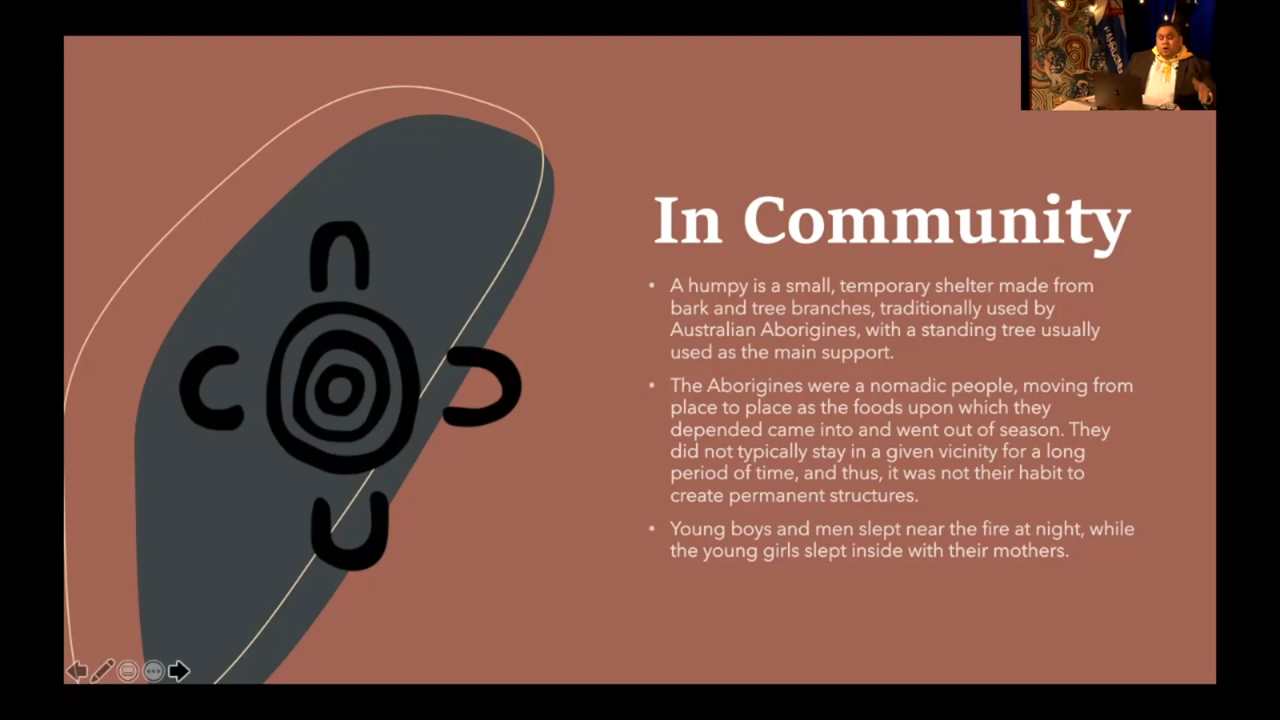 In Community
• A humpy is a small, temporary shelter made from
bark and tree branches, traditionally used by
Australian Aborigines, with a standing tree usually
used as the main support.
• The Aborigines were a nomadic people, moving from
place to place as the foods upon which they
depended came into and went out of season. They
did not typically stay in a given vicinity for a long
period of time, and thus, it was not their habit to
create permanent structures.
• Young boys and men slept near the fire at night, while
the young girls slept inside with their mothers.